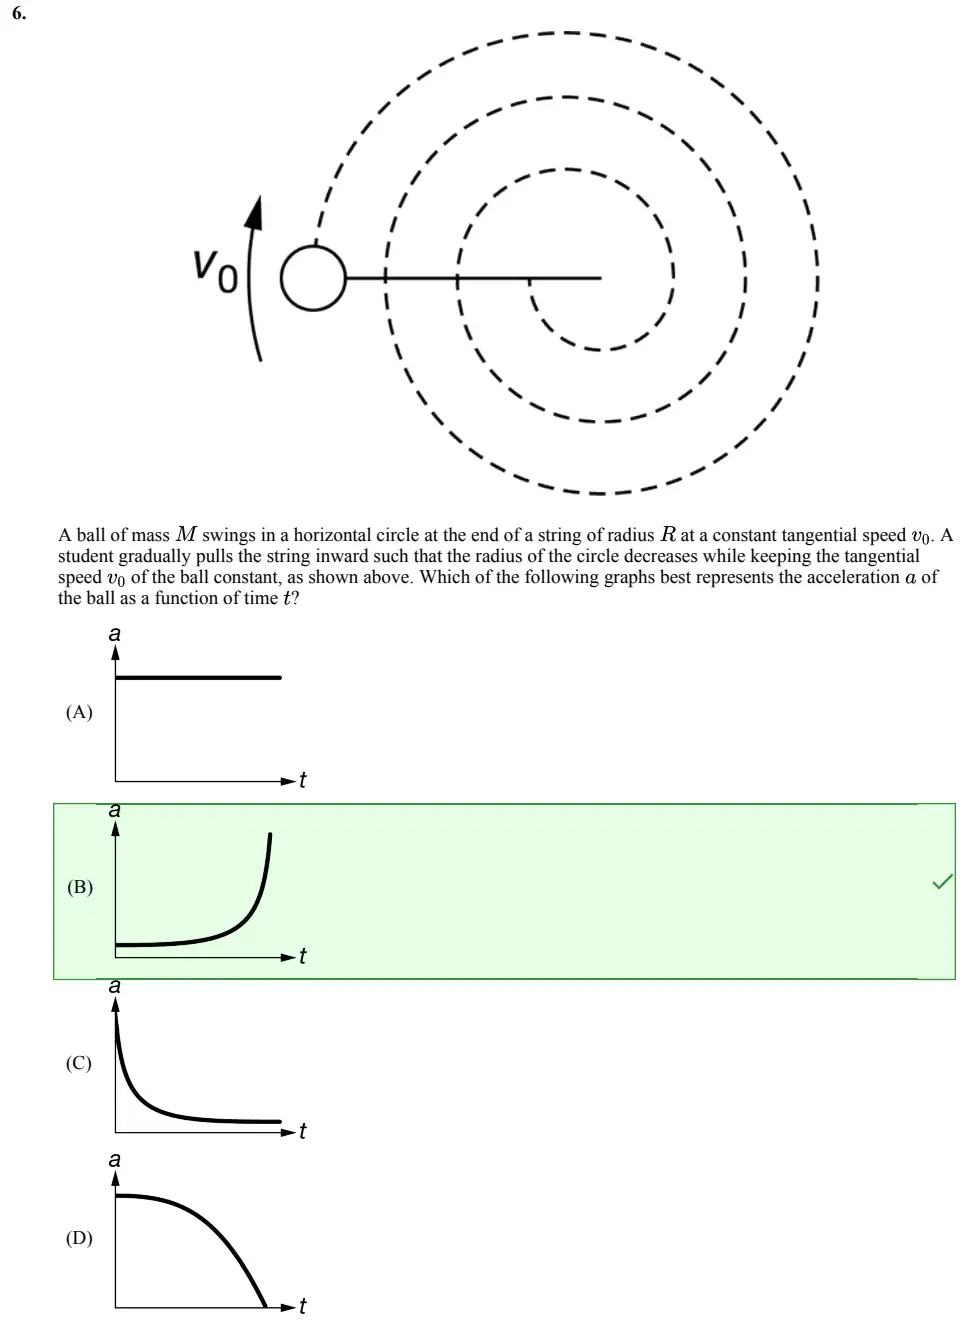 6.
v0
A ball of mass M swings in a horizontal circle at the end of a string of radius R at a constant tangential speed v0. A
student gradually pulls the string inward such that the radius of the circle decreases while keeping the tangential
speed v0 of the ball constant, as shown above. Which of the following graphs best represents the acceleration a of
the ball as a function of time t?
a
(A)
t
a
(B)
t
a
(C)
t
a
(D)
t